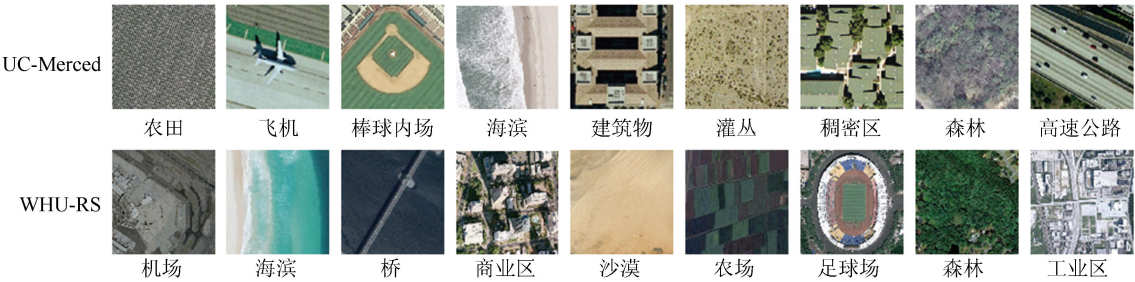 UC-Merced
农田 飞机 棒球内场 海滨 建筑物 灌丛 稠密区 森林 高速公路
WHU-RS
机场 海滨 桥 商业区 沙漠 农场 足球场 森林 工业区